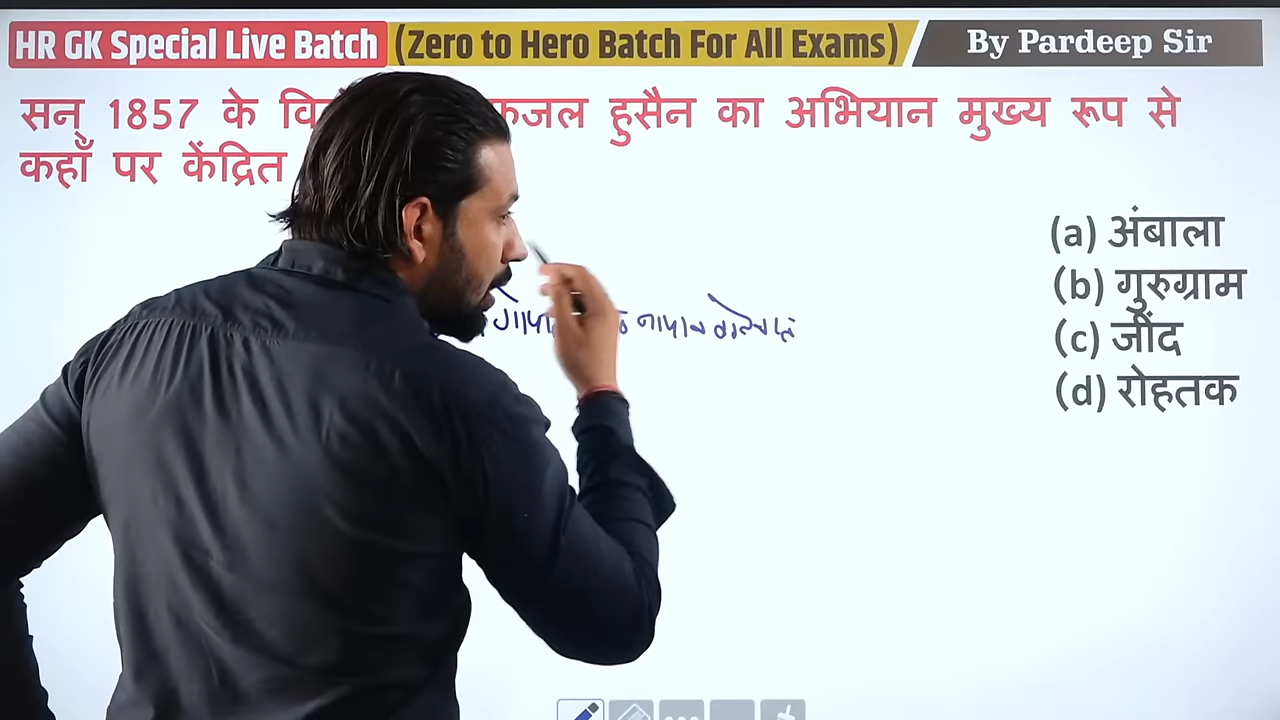 HR GK Special Live Batch (Zero to Hero Batch For All Exams) By Pardeep Sir
सन् 1857 के हुसैन का अभियान मुख्य रूप से
कहाँ पर केंद्रित
(a) अंबाला
(b) गुरुग्राम
(c) जींद
(d) रोहतक